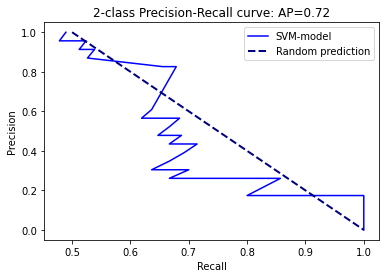 2-class Precision-Recall curve: AP=0.72
SVM-model
Random prediction
Precision
1.0
0.8
0.6
0.4
0.2
0.0
0.5
0.6
0.7
0.8
0.9
1.0
Recall